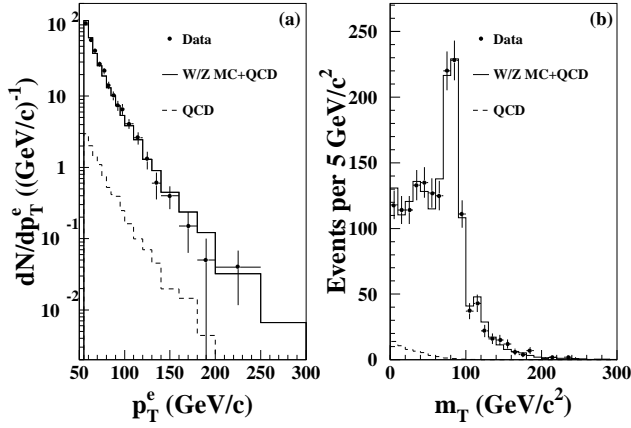 (a)
Data
W/Z MC+QCD
QCD
dN/dp_T^e ((GeV/c)^-1)
10^2
10
1
10^-1
10^-2
50 100 150 200 250 300
p_T^e (GeV/c)
(b)
Data
W/Z MC+QCD
QCD
Events per 5 GeV/c^2
250
200
150
100
50
0
0 100 200 300
m_T (GeV/c^2)